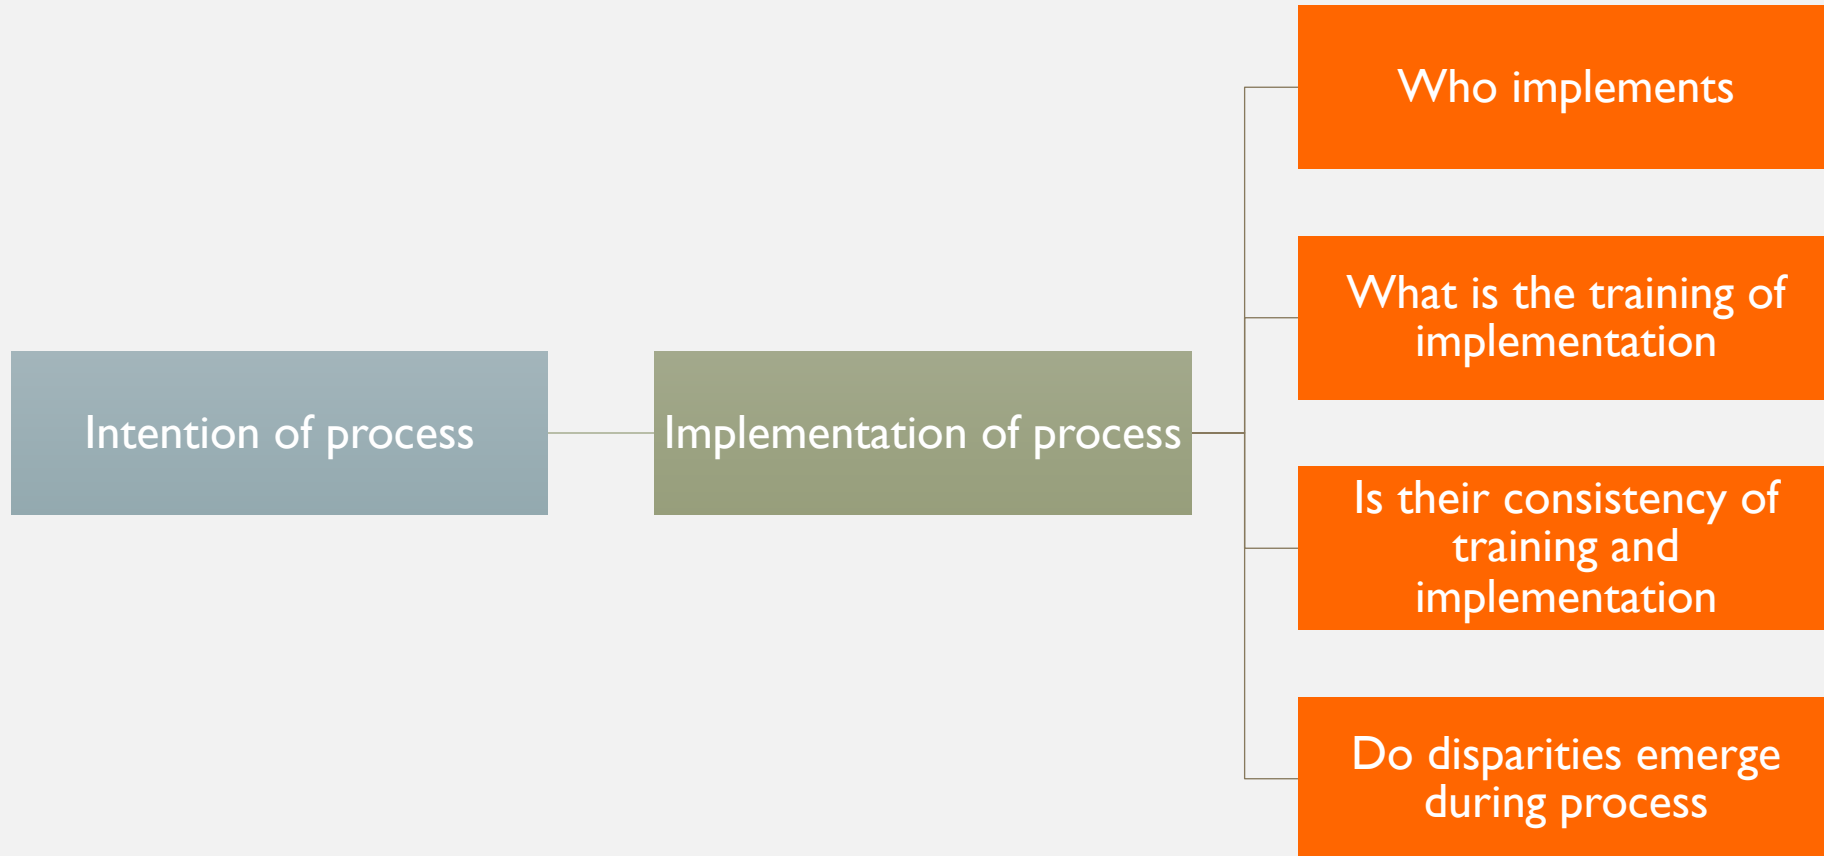 Who implements
What is the training of
implementation
Intention of process
Implementation of process
Is their consistency of
training and
implementation
Do disparities emerge
during process